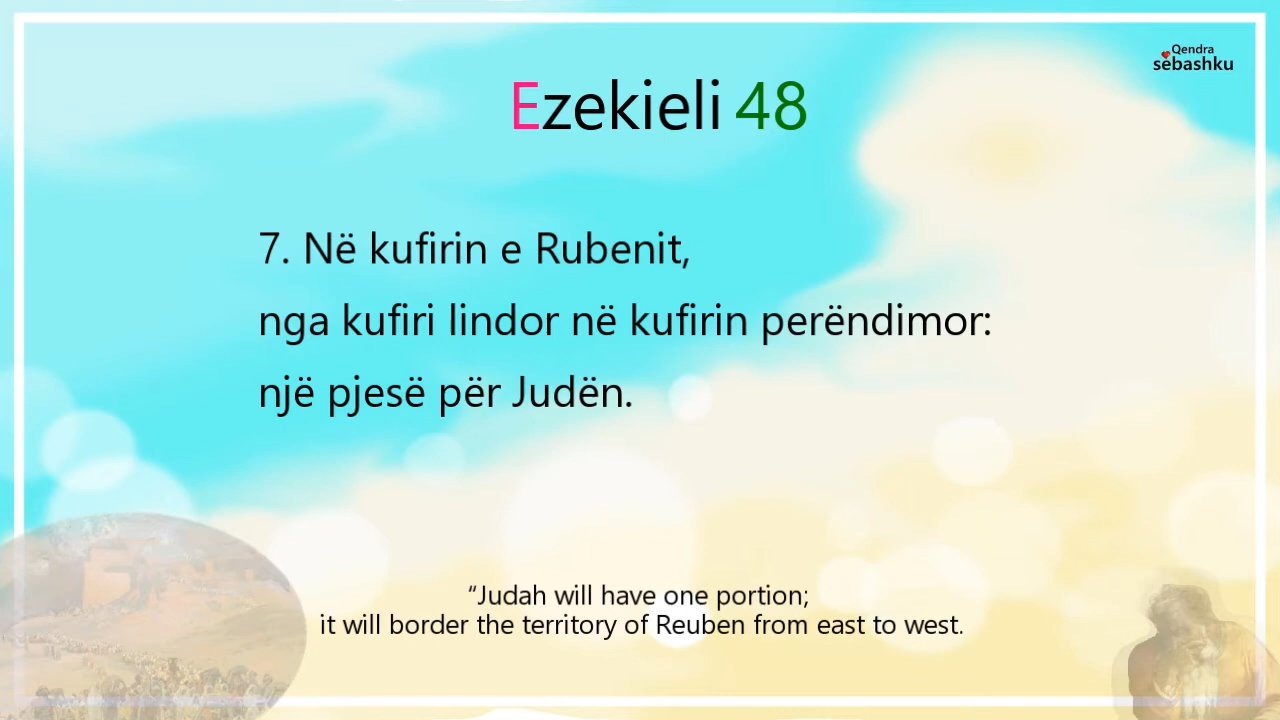 Qendra
sëbashku
Ezekieli 48
7. Në kufirin e Rubenit,
nga kufiri lindor në kufirin perëndimor:
një pjesë për Judën.
“Judah will have one portion;
it will border the territory of Reuben from east to west.